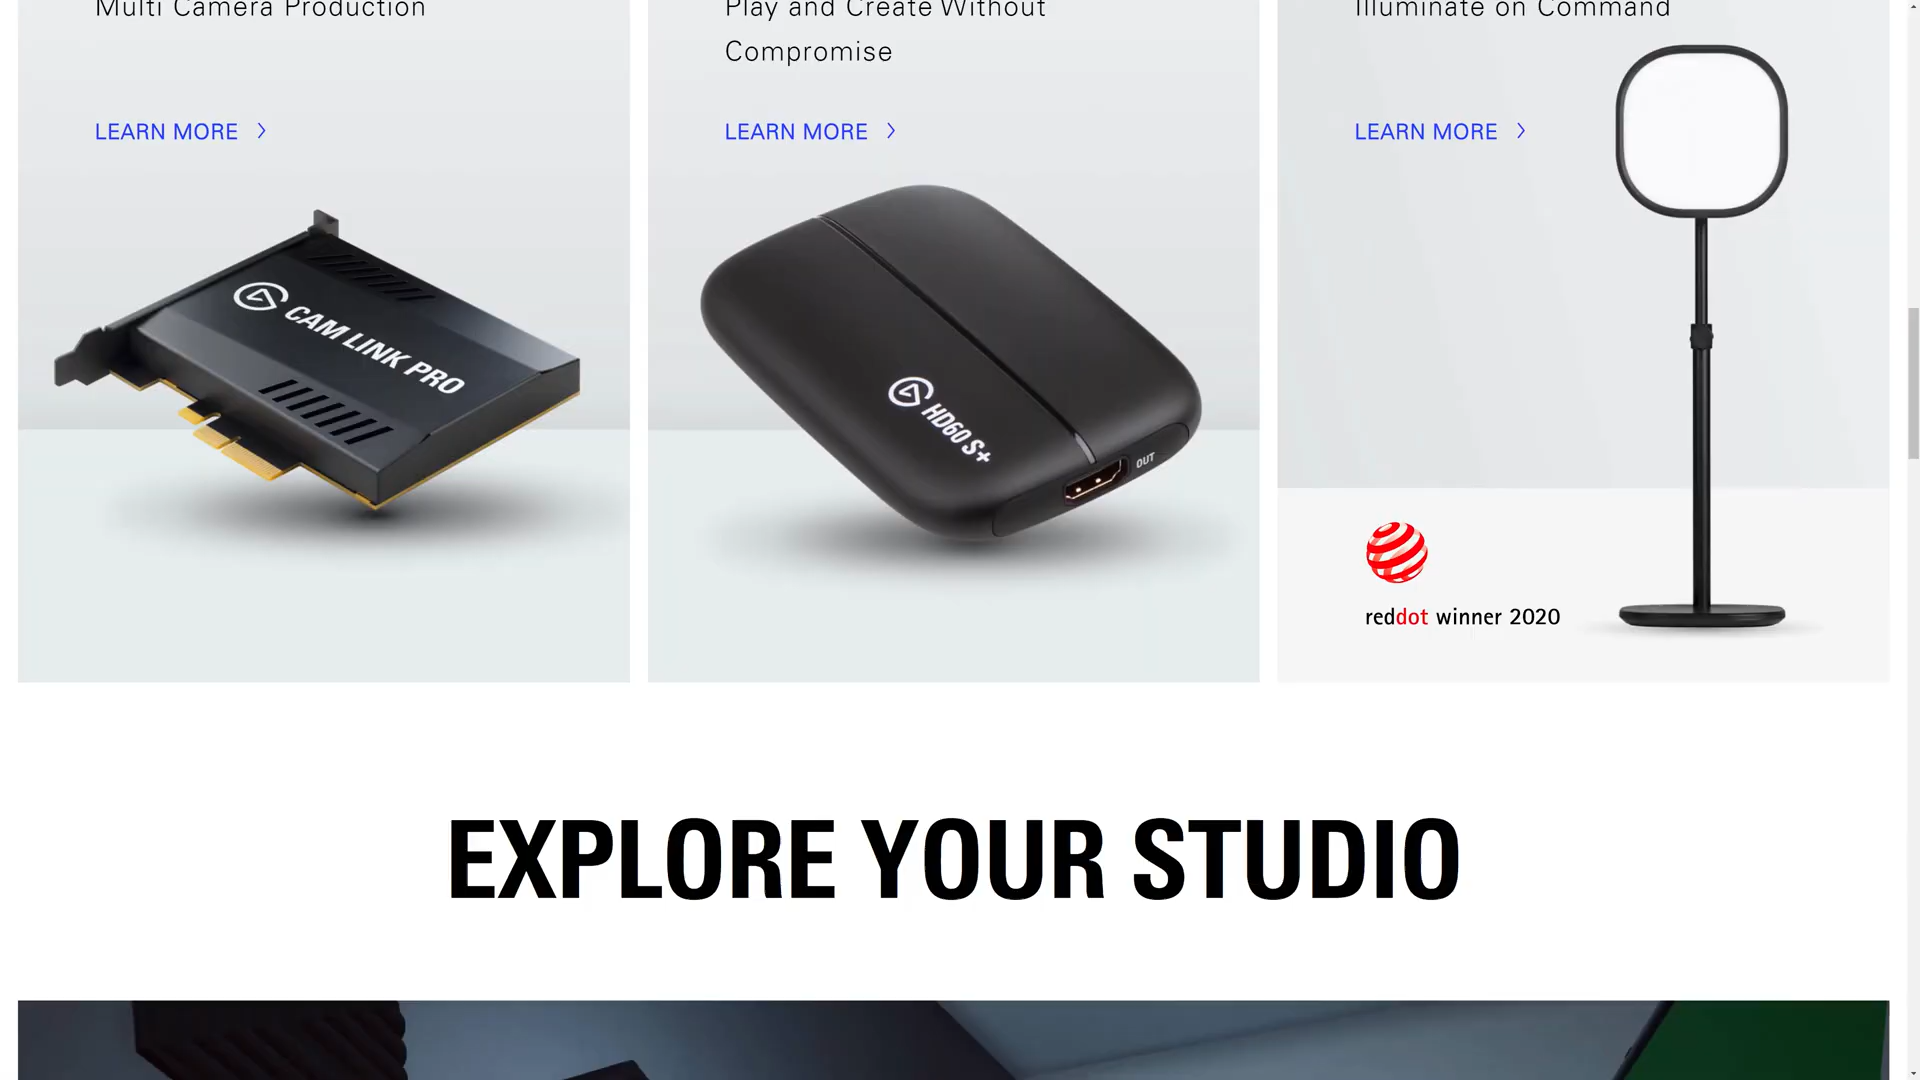 Multi Camera Production
LEARN MORE
CAM LINK PRO
Play and Create Without
Compromise
LEARN MORE
HD60 S+
OUT
Illuminate on Command
LEARN MORE
reddot winner 2020
EXPLORE YOUR STUDIO